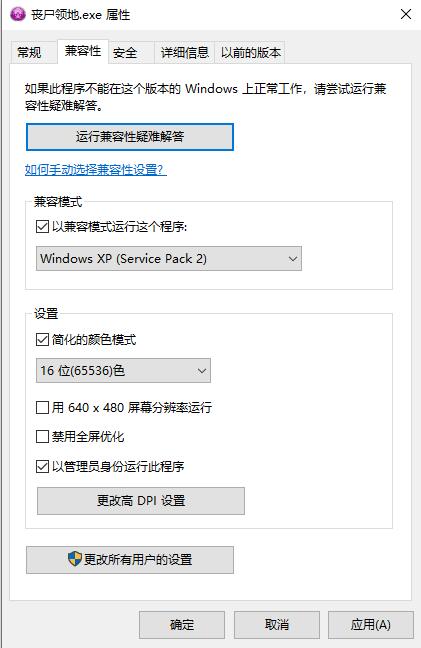 丧尸领地.exe 属性
常规 兼容性 安全 详细信息 以前的版本
如果此程序不能在这个版本的 Windows 上正常工作，请尝试运行兼
容性疑难解答。
运行兼容性疑难解答
如何手动选择兼容性设置?
兼容模式
以兼容模式运行这个程序:
Windows XP (Service Pack 2)
设置
简化的颜色模式
16 位(65536)色
用 640 x 480 屏幕分辨率运行
禁用全屏优化
以管理员身份运行此程序
更改高 DPI 设置
更改所有用户的设置
确定 取消 应用(A)